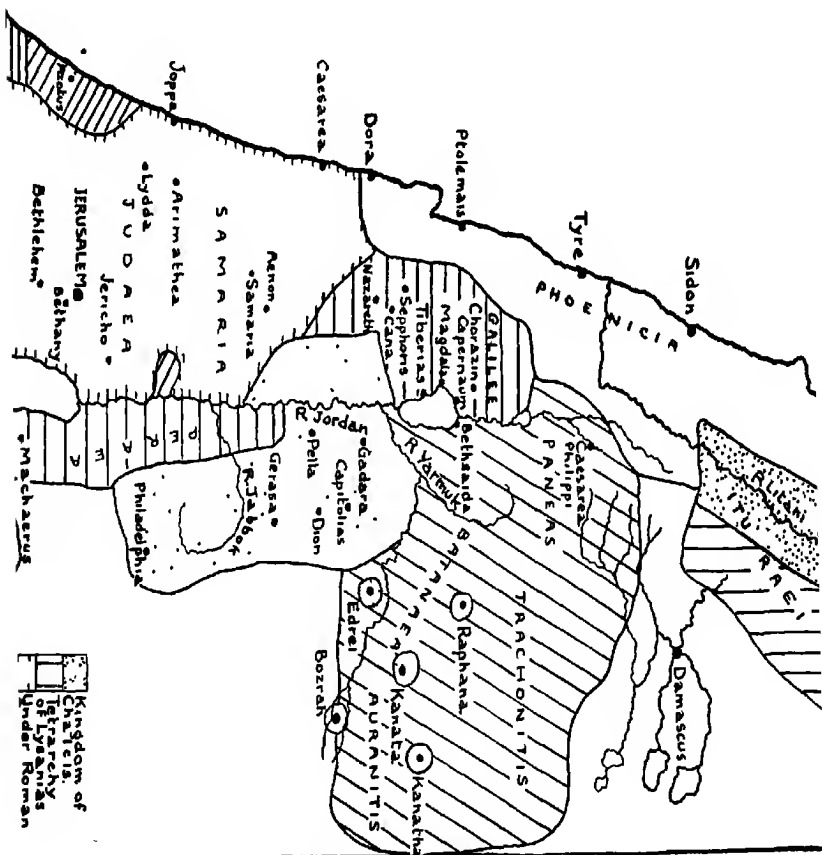 Sidon
PHOENICIA
Tyre
Ptolemais
Dora
Caesarea
Joppa
R Litani
ITURAEI
Damascus
Caesarea
Philippi
PANEAS
GALILEE
Chorazin
Capernaum
Bethsaida
Magdala
Tiberias
Cana
Sepphoris
Nazareth
TRACHONITIS
BATANAEA
Raphana
Kanata
Kanatha
AURANITIS
Edrei
Bozrah
R Yarmuk
Gadara
Capitolias
Dion
R Jordan
Pella
Gerasa
R Jabbok
Philadelphia
PEREA
Machaerus
Aenon
Samaria
SAMARIA
Arimathea
Lydda
JUDAEA
Jericho
JERUSALEM
Bethany
Bethlehem
Kingdom of
Chalcis.
Tetrarchy
of Lysanias
Under Roman